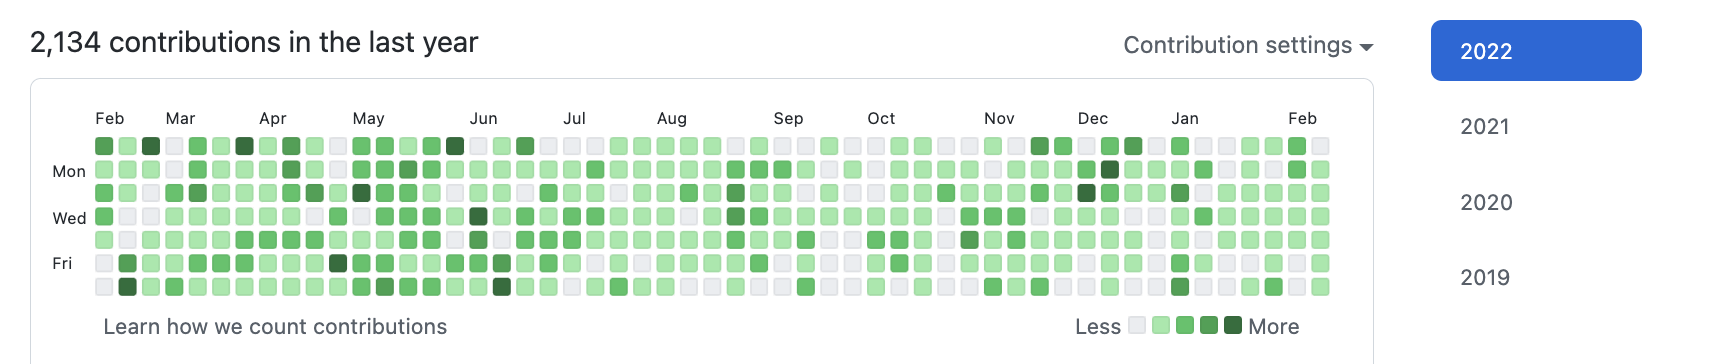 2,134 contributions in the last year
Contribution settings
2022
2021
2020
2019
Feb Mar Apr May Jun Jul Aug Sep Oct Nov Dec Jan Feb
Mon
Wed
Fri
Learn how we count contributions
Less More